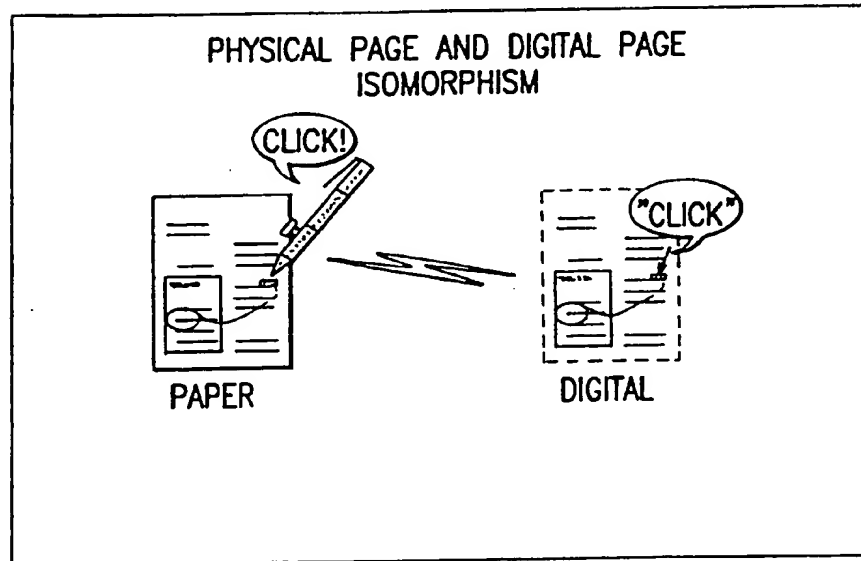 PHYSICAL PAGE AND DIGITAL PAGE
ISOMORPHISM
CLICK!
"CLICK"
PAPER
DIGITAL